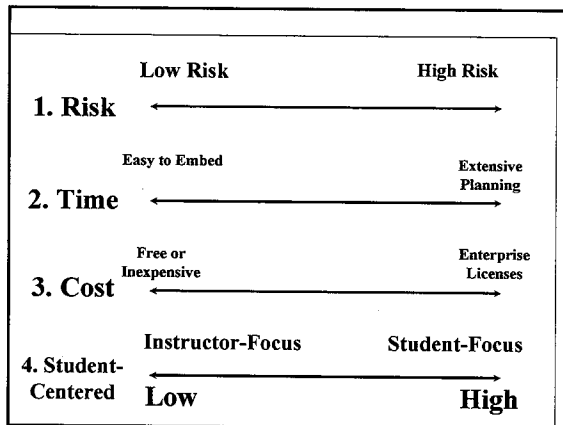 Low Risk High Risk
1. Risk
Easy to Embed Extensive
Planning
2. Time
Free or Enterprise
Inexpensive Licenses
3. Cost
Instructor-Focus Student-Focus
4. Student-
Centered
Low High